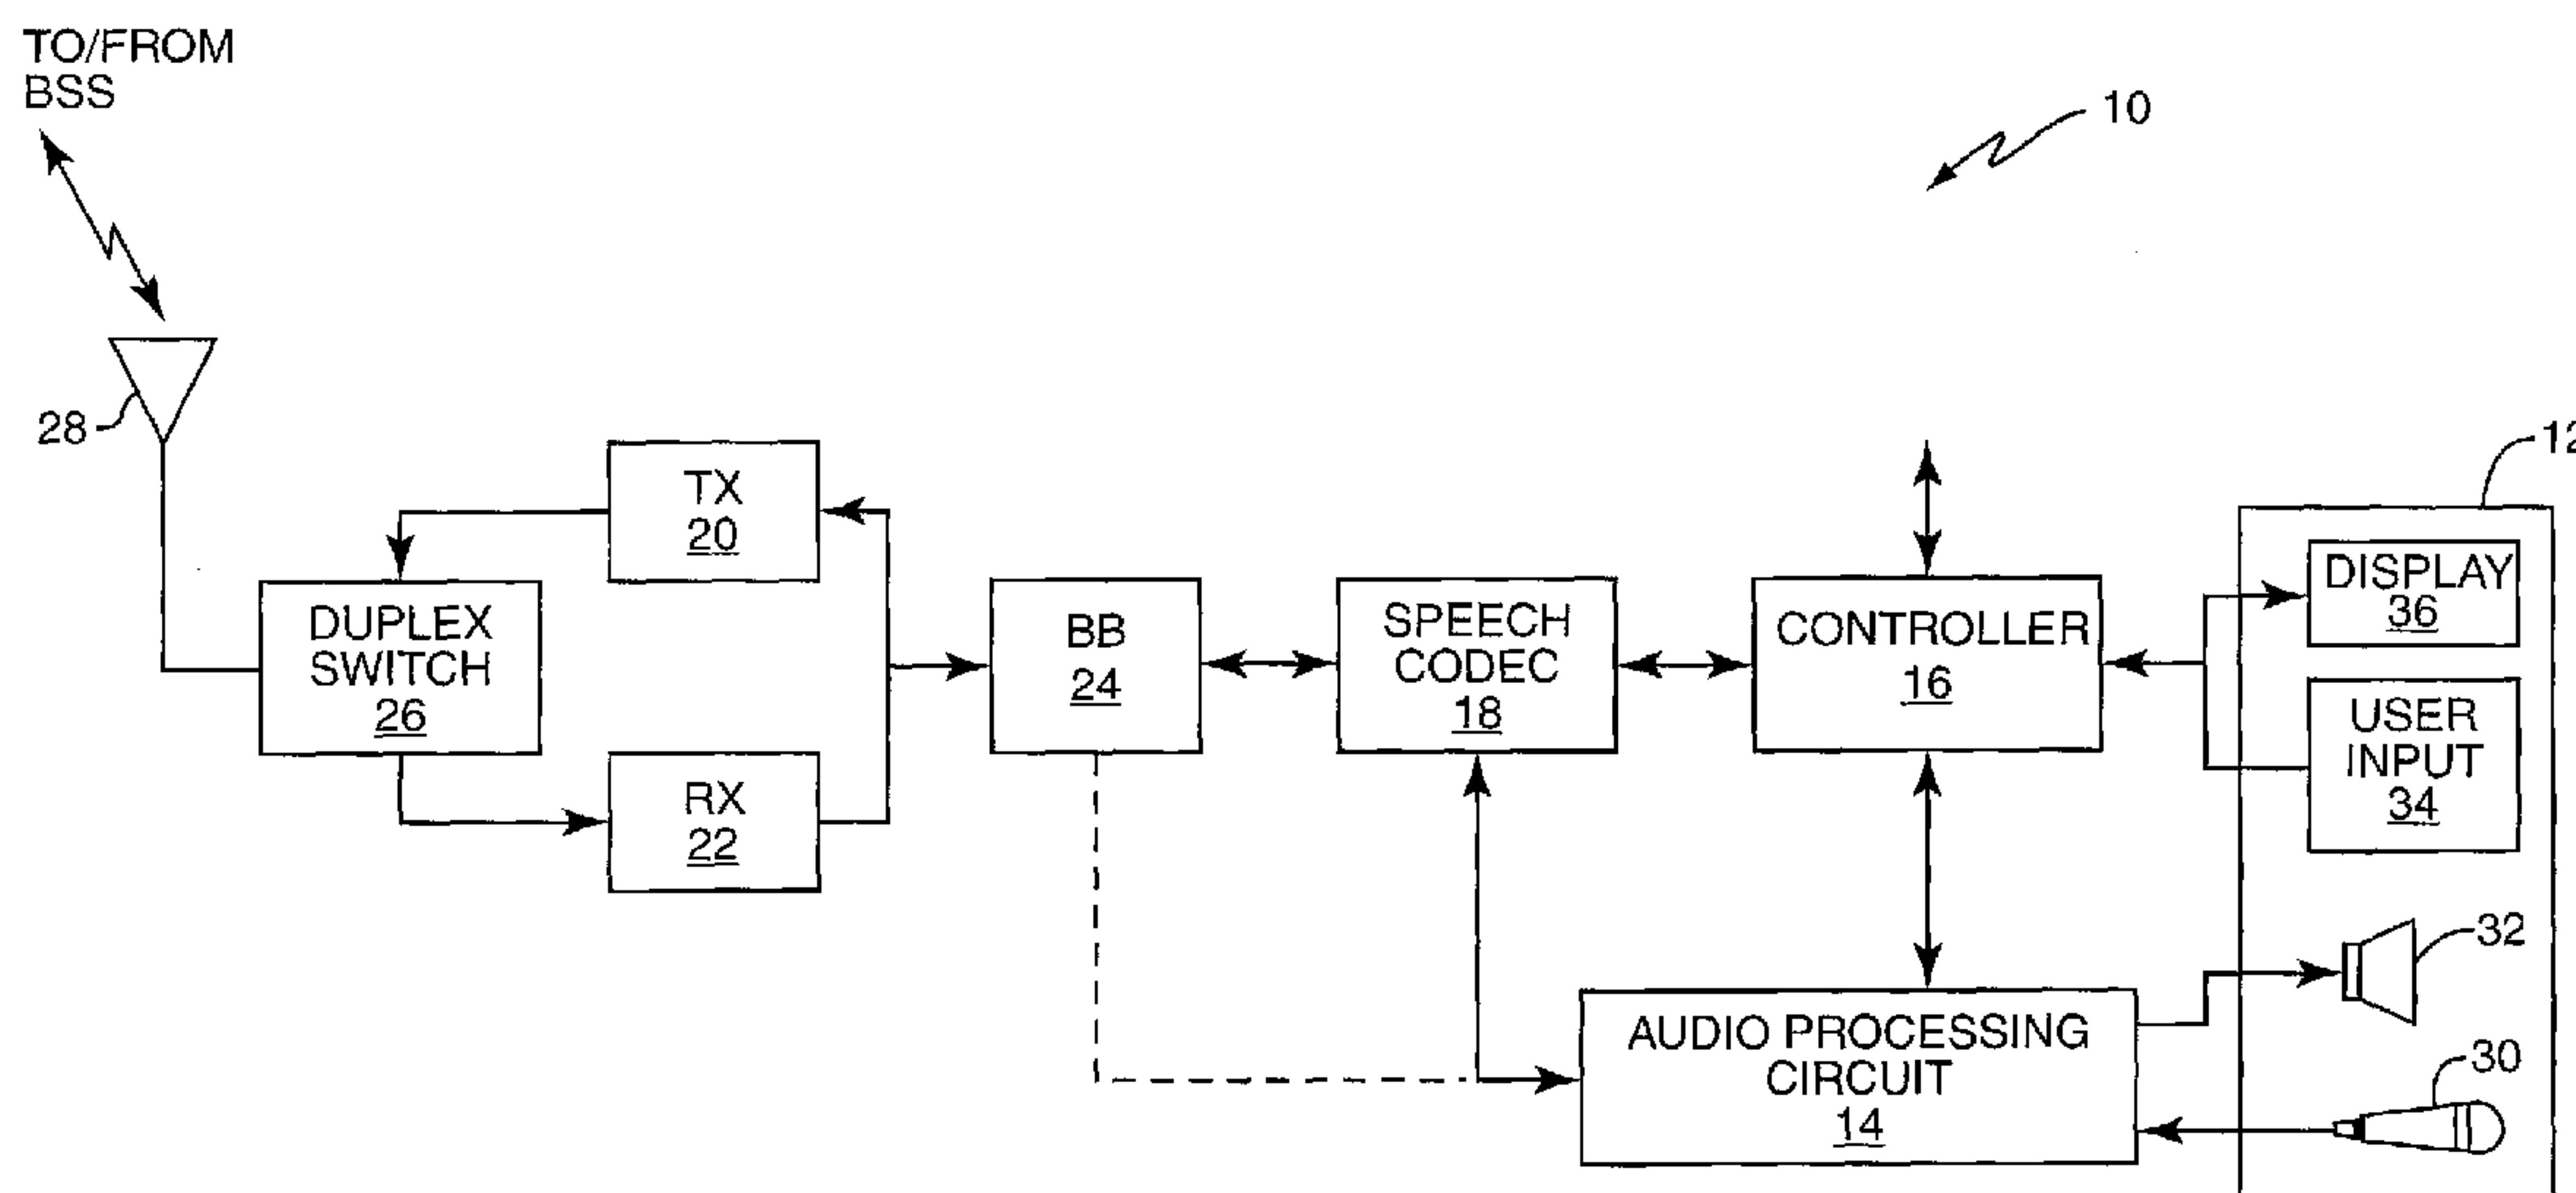 TO/FROM
BSS
10
28
TX
20
DUPLEX
SWITCH
26
RX
22
BB
24
SPEECH
CODEC
18
CONTROLLER
16
12
DISPLAY
36
USER
INPUT
34
32
30
AUDIO PROCESSING
CIRCUIT
14